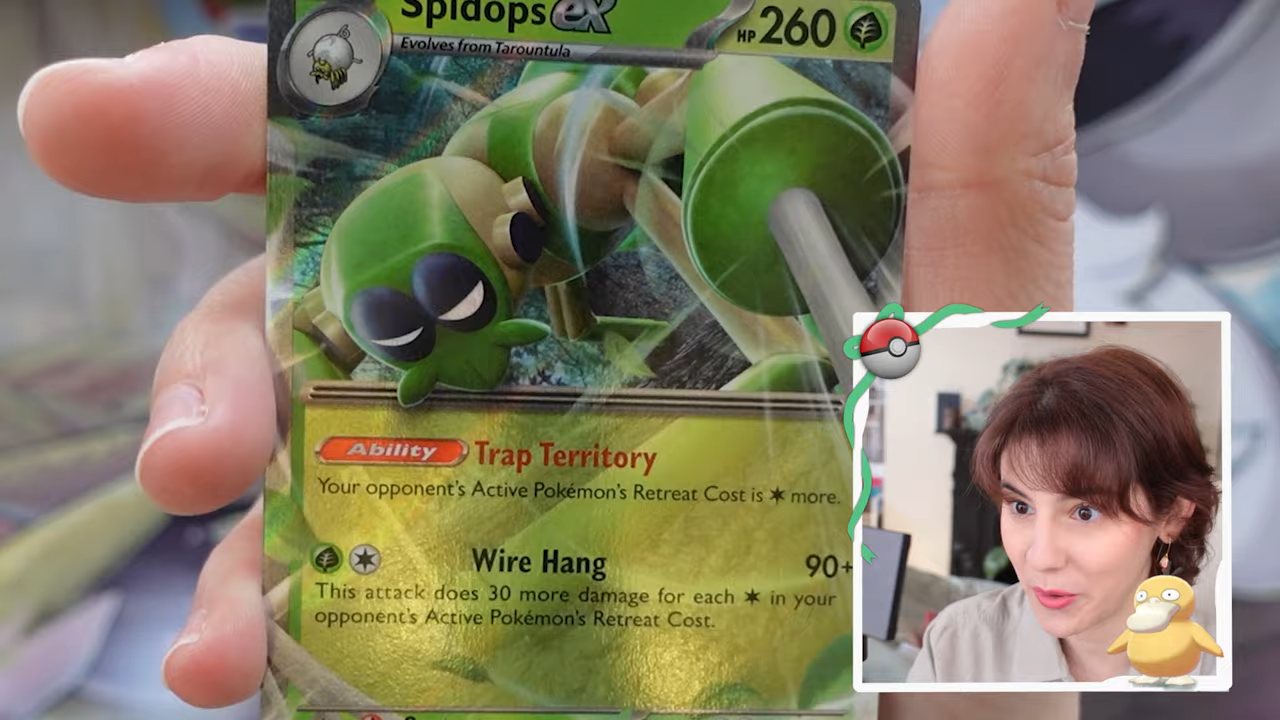 Spidops ex
HP 260
Evolves from Tarountula
Ability Trap Territory
Your opponent's Active Pokémon's Retreat Cost is more.
Wire Hang 90+
This attack does 30 more damage for each in your
opponent's Active Pokémon's Retreat Cost.